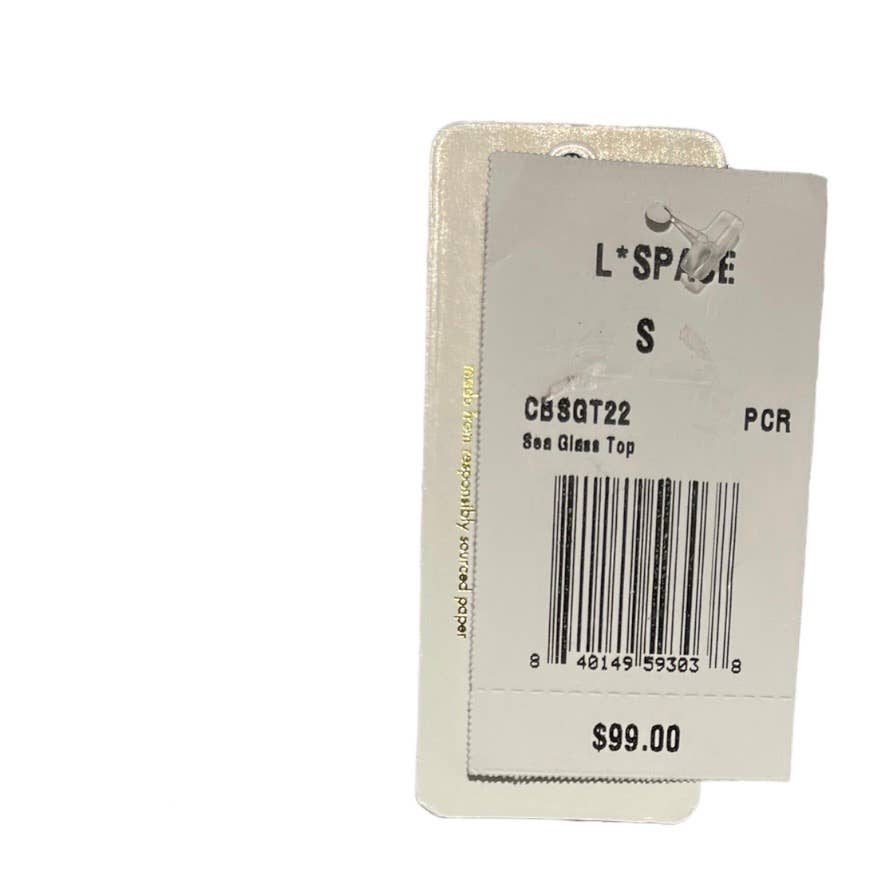 L*SPACE
S
CBSGT22 PCR
Sea Glass Top
8 40149 59303 8
$99.00
made from responsibly sourced paper